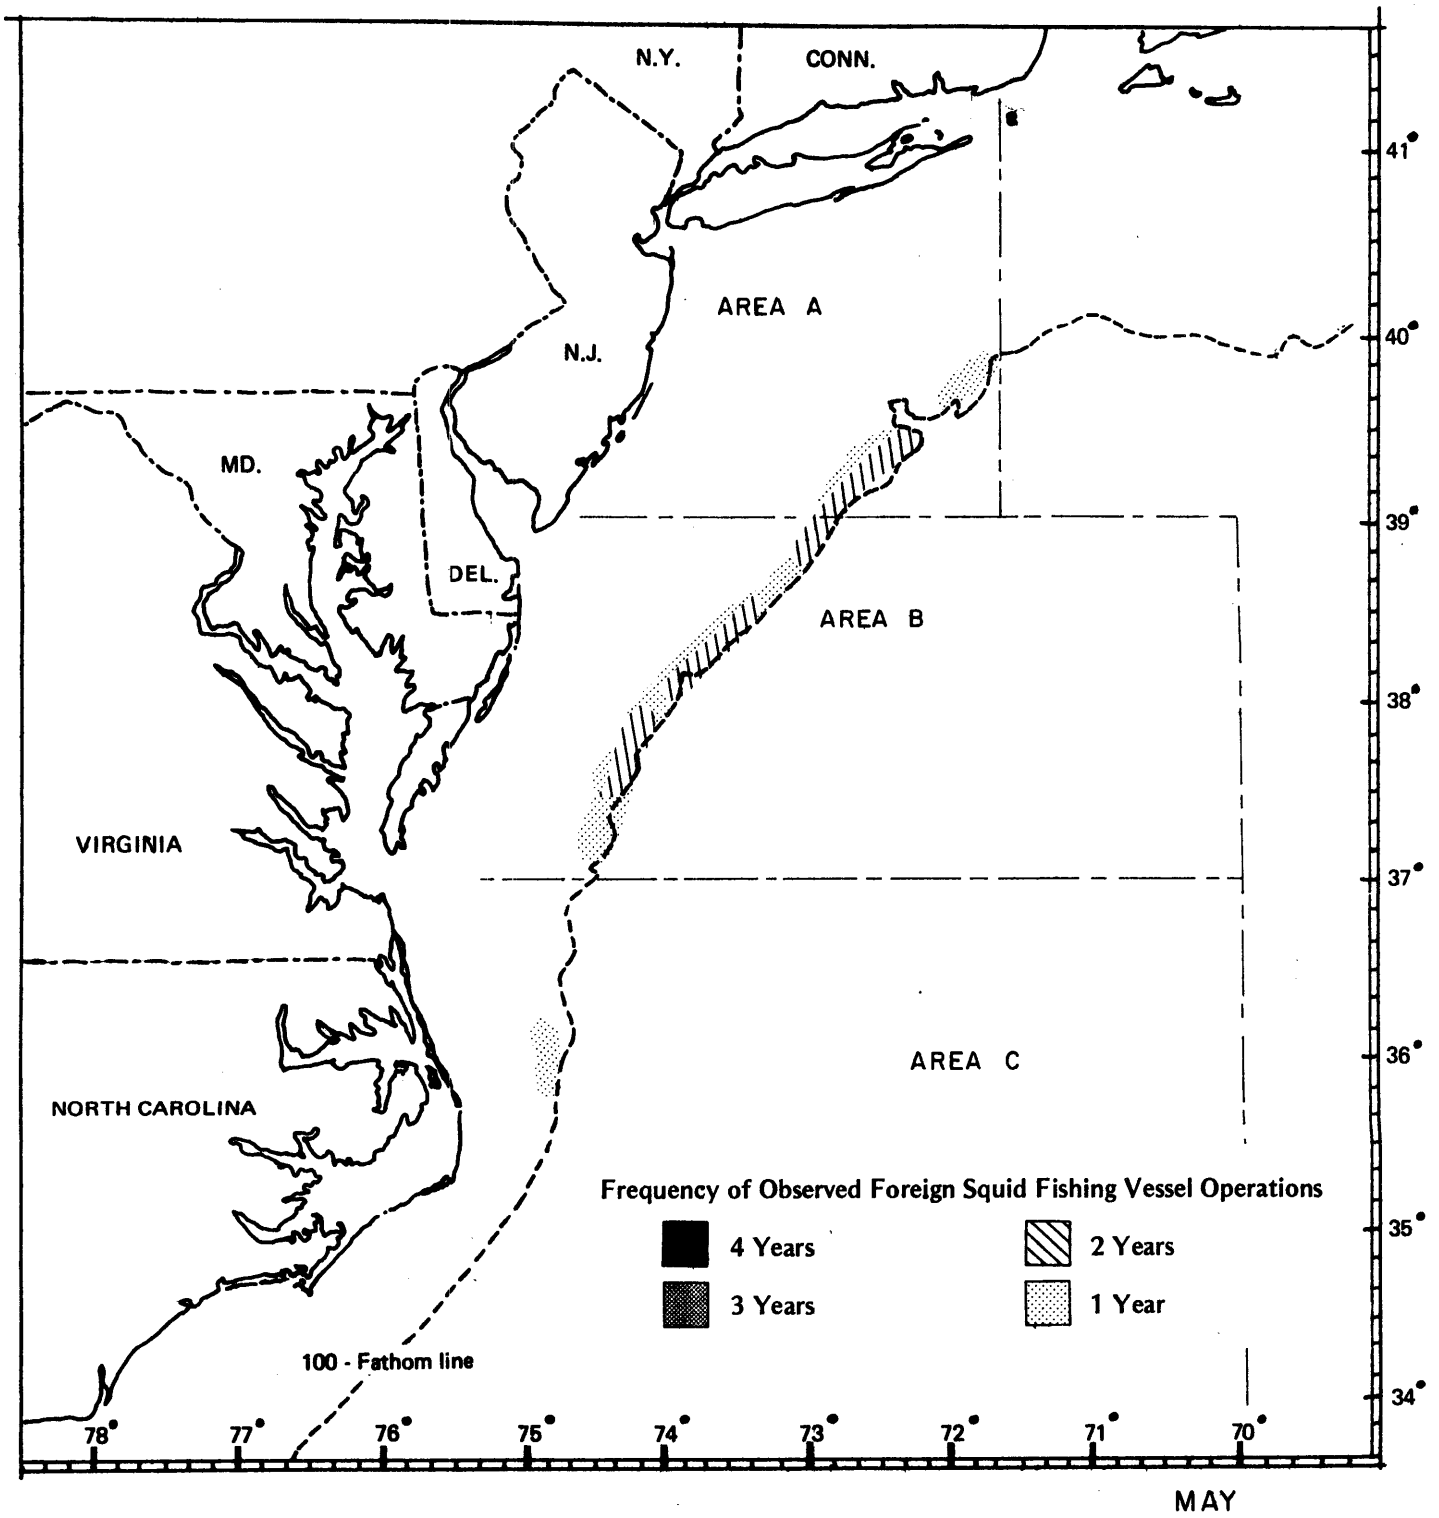 N.Y. CONN.
41°
AREA A
40°
N.J.
MD.
39°
DEL.
AREA B
38°
VIRGINIA
37°
36°
AREA C
NORTH CAROLINA
Frequency of Observed Foreign Squid Fishing Vessel Operations
35°
4 Years 2 Years
3 Years 1 Year
100 - Fathom line
34°
78° 77° 76° 75° 74° 73° 72° 71° 70°
MAY